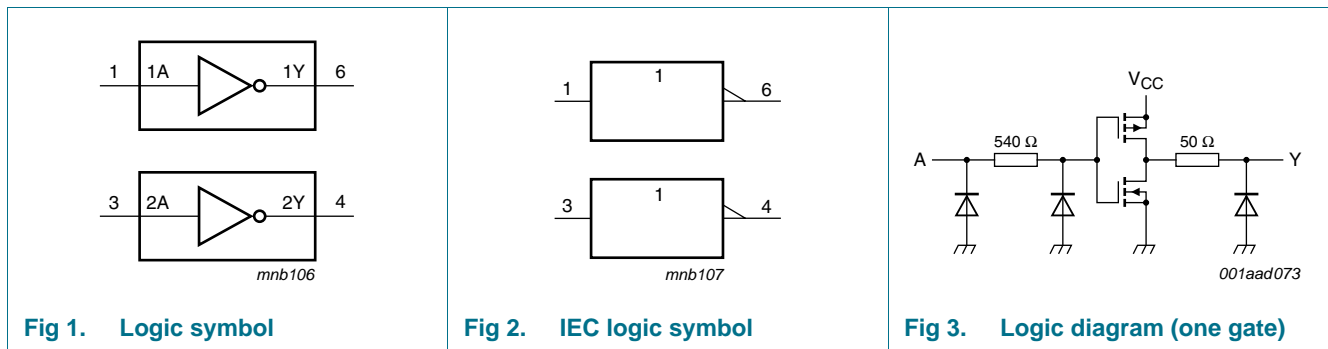 1 1A 1Y 6
3 2A 2Y 4
mnb106
Fig 1. Logic symbol
1 1 6
3 1 4
mnb107
Fig 2. IEC logic symbol
VCC
A 540 Ω 50 Ω Y
001aad073
Fig 3. Logic diagram (one gate)